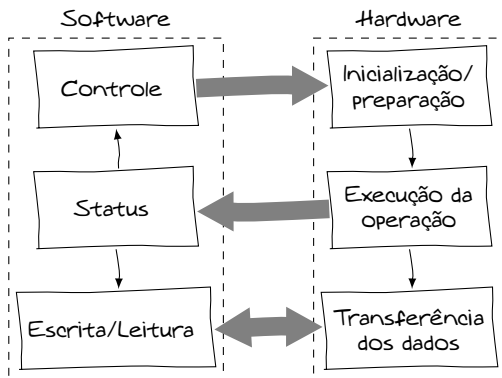 Software
Hardware
Controle
Inicialização/
preparação
Status
Execução da
operação
Escrita/Leitura
Transferência
dos dados